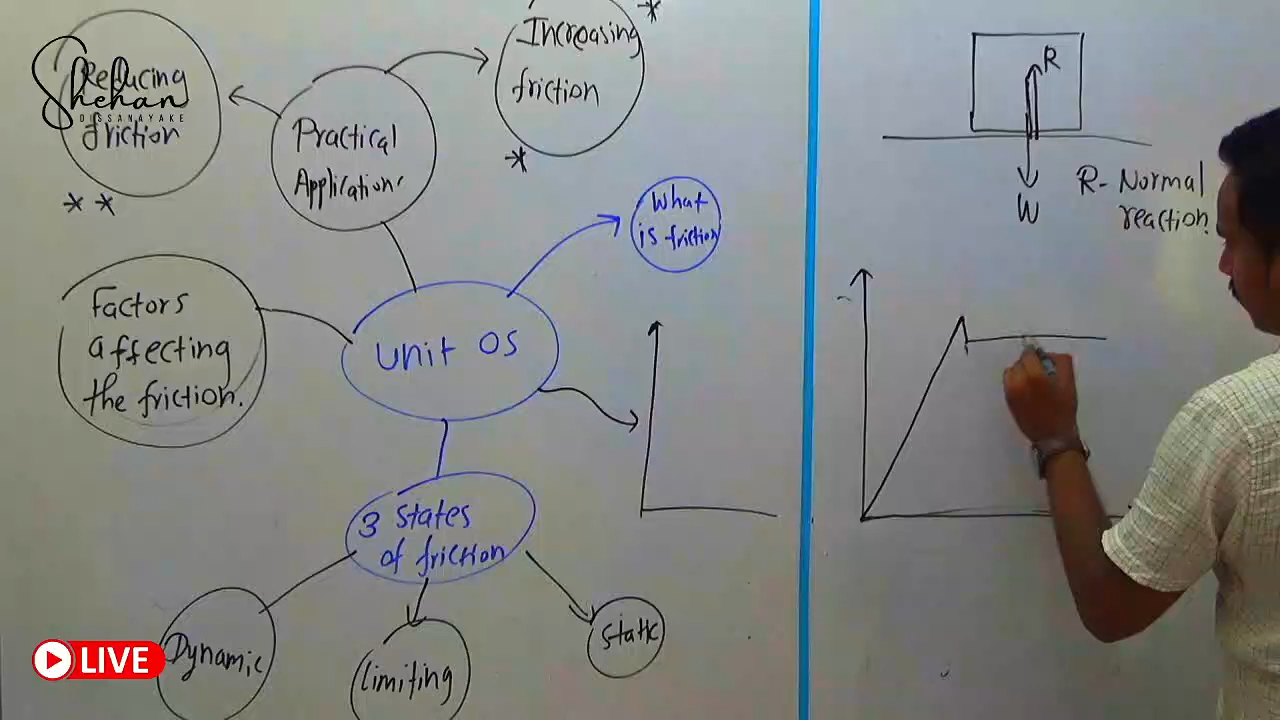 Reducing
friction
* *
Shehan
DISSANAYAKE
Practical
Applications
Increasing
friction
*
*
What
is friction
Factors
affecting
the friction.
Unit 05
3 states
of friction
Dynamic
Limiting
static
R
W
R- Normal
reaction.
LIVE